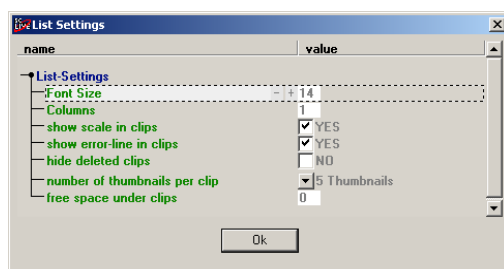 List Settings
name value
List-Settings
Font Size - + 14
Columns 1
show scale in clips YES
show error-line in clips YES
hide deleted clips NO
number of thumbnails per clip 5 Thumbnails
free space under clips 0
Ok